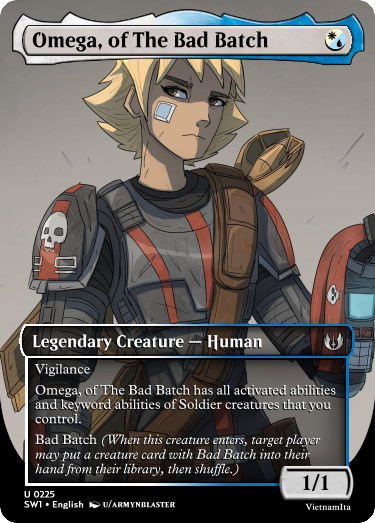 Omega, of The Bad Batch
Legendary Creature — Human
Vigilance
Omega, of The Bad Batch has all activated abilities
and keyword abilities of Soldier creatures that you
control.
Bad Batch (When this creature enters, target player
may put a creature card with Bad Batch into their
hand from their library, then shuffle.)
1/1
U 0225
SW1 • English U/ARMYNBLASTER
VietnamIta